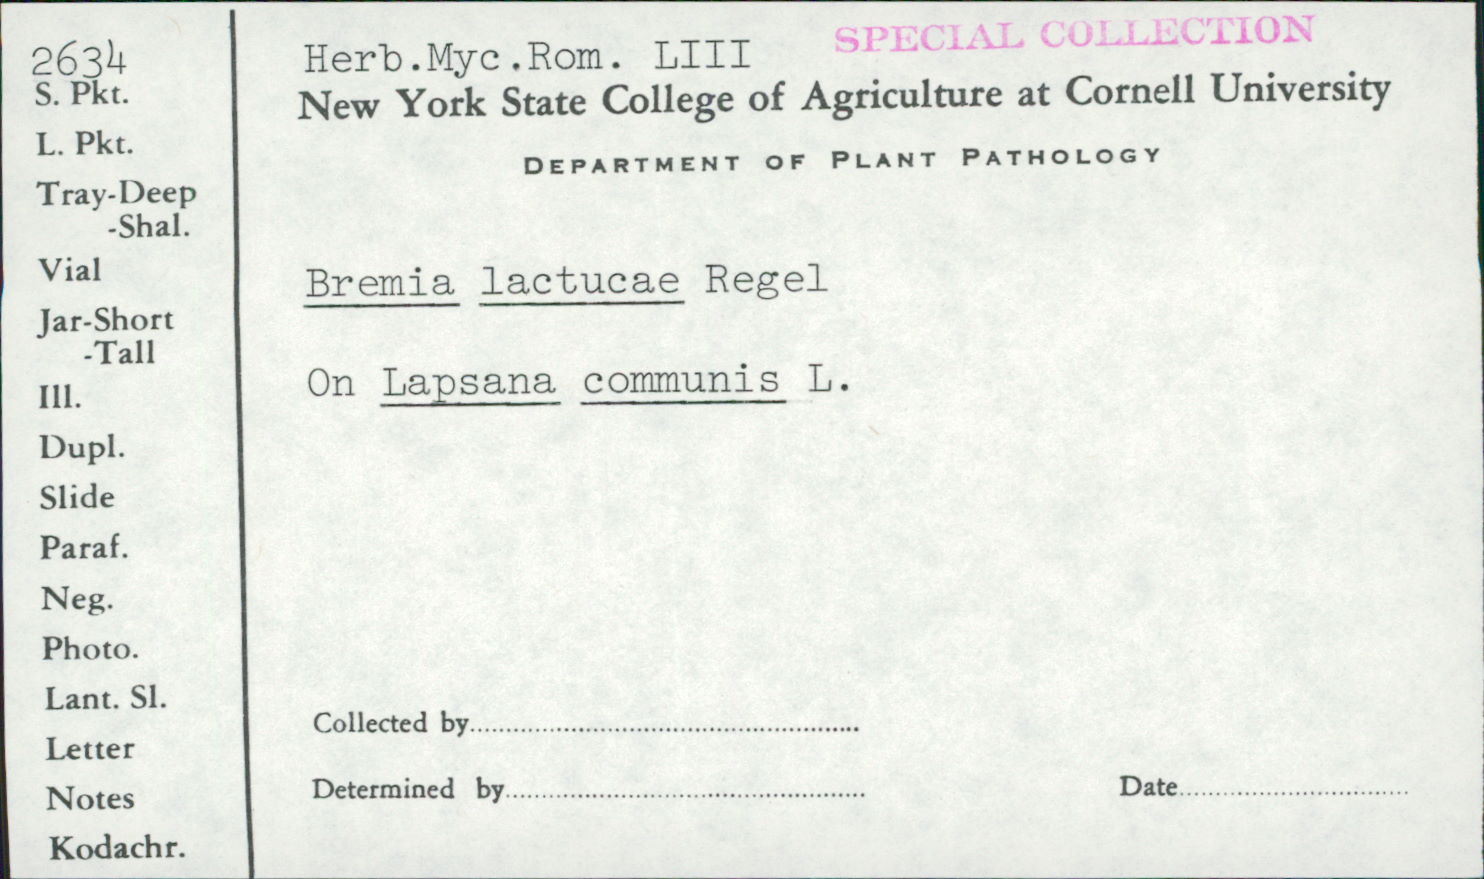 2634
S. Pkt.
L. Pkt.
Tray-Deep
-Shal.
Vial
Jar-Short
-Tall
Ill.
Dupl.
Slide
Paraf.
Neg.
Photo.
Lant. Sl.
Letter
Notes
Kodachr.
SPECIAL COLLECTION
Herb.Myc.Rom. LIII
New York State College of Agriculture at Cornell University
DEPARTMENT OF PLANT PATHOLOGY
Bremia lactucae Regel
On Lapsana communis L.
Collected by
Determined by
Date